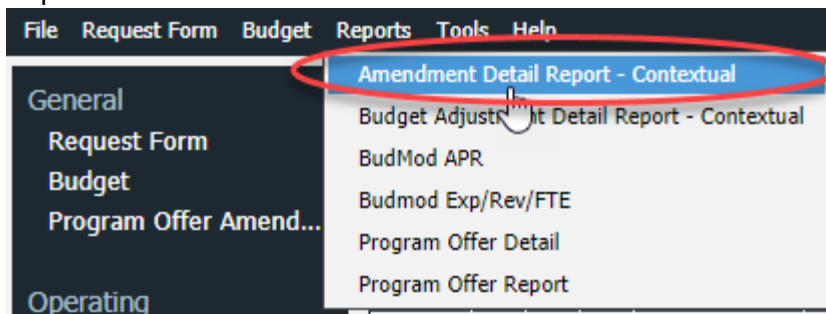 File Request Form Budget Reports Tools Help
General
Request Form
Budget
Program Offer Amend...
Operating
Amendment Detail Report - Contextual
Budget Adjustment Detail Report - Contextual
BudMod APR
Budmod Exp/Rev/FTE
Program Offer Detail
Program Offer Report